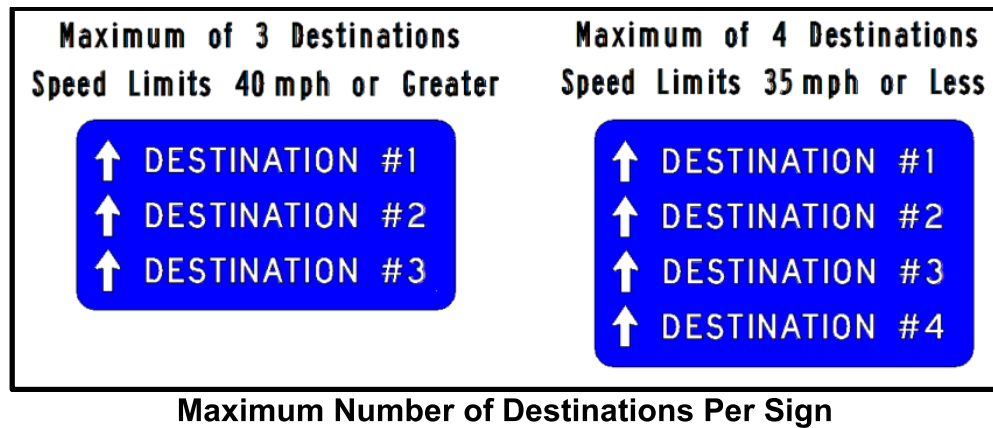 Maximum of 3 Destinations
Speed Limits 40 mph or Greater
DESTINATION #1
DESTINATION #2
DESTINATION #3
Maximum of 4 Destinations
Speed Limits 35 mph or Less
DESTINATION #1
DESTINATION #2
DESTINATION #3
DESTINATION #4
Maximum Number of Destinations Per Sign